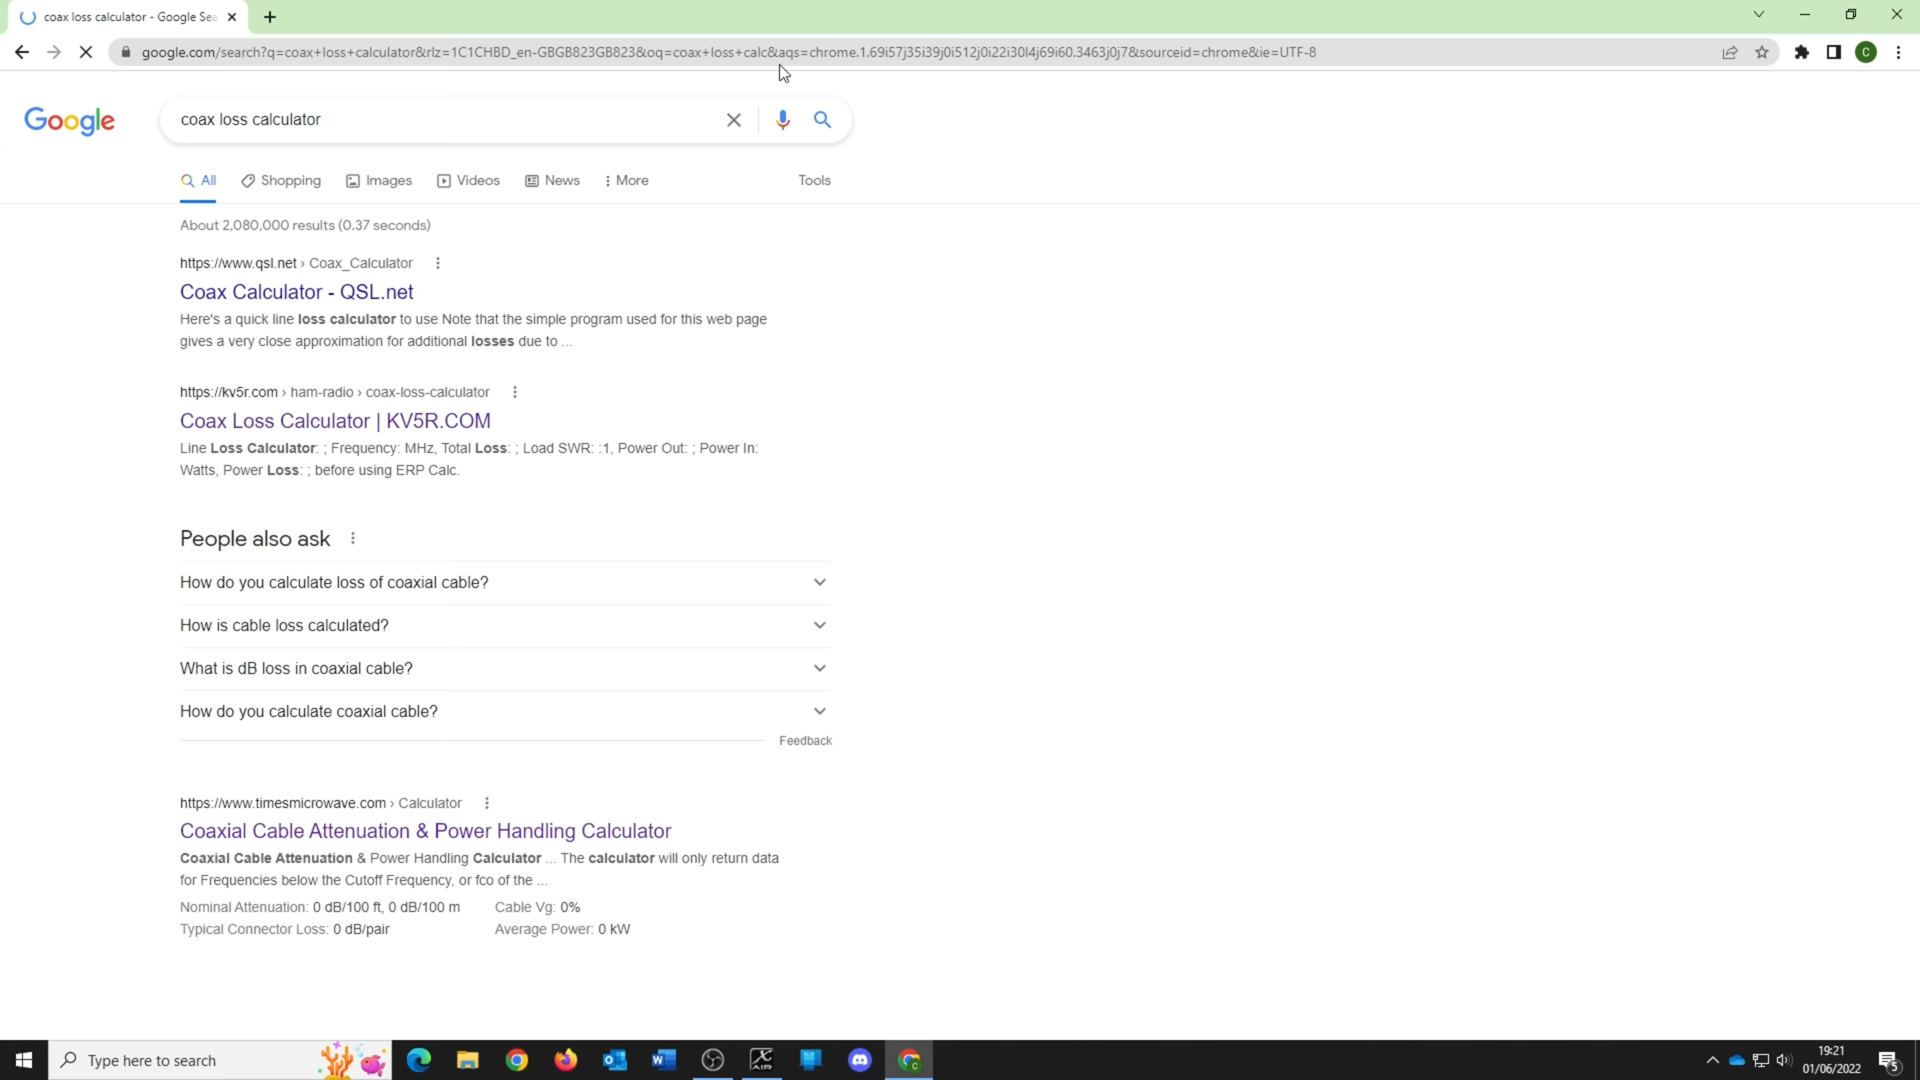 coax loss calculator - Google Sea
google.com/search?q=coax+loss+calculator&rlz=1C1CHBD_en-GBGB823GB823&oq=coax+loss+calc&aqs=chrome.1.69i57j35i39j0i512j0i22i30l4j69i60.3463j0j7&sourceid=chrome&ie=UTF-8
C
Google
coax loss calculator
All Shopping Images Videos News More Tools
About 2,080,000 results (0.37 seconds)
https://www.qsl.net › Coax_Calculator
Coax Calculator - QSL.net
Here's a quick line loss calculator to use Note that the simple program used for this web page
gives a very close approximation for additional losses due to ...
https://kv5r.com › ham-radio › coax-loss-calculator
Coax Loss Calculator | KV5R.COM
Line Loss Calculator: ; Frequency: MHz, Total Loss: ; Load SWR: :1, Power Out: ; Power In:
Watts, Power Loss: ; before using ERP Calc.
People also ask
How do you calculate loss of coaxial cable?
How is cable loss calculated?
What is dB loss in coaxial cable?
How do you calculate coaxial cable?
Feedback
https://www.timesmicrowave.com › Calculator
Coaxial Cable Attenuation & Power Handling Calculator
Coaxial Cable Attenuation & Power Handling Calculator ... The calculator will only return data
for Frequencies below the Cutoff Frequency, or fco of the ...
Nominal Attenuation: 0 dB/100 ft, 0 dB/100 m Cable Vg: 0%
Typical Connector Loss: 0 dB/pair Average Power: 0 kW
Type here to search
19:21
01/06/2022
5